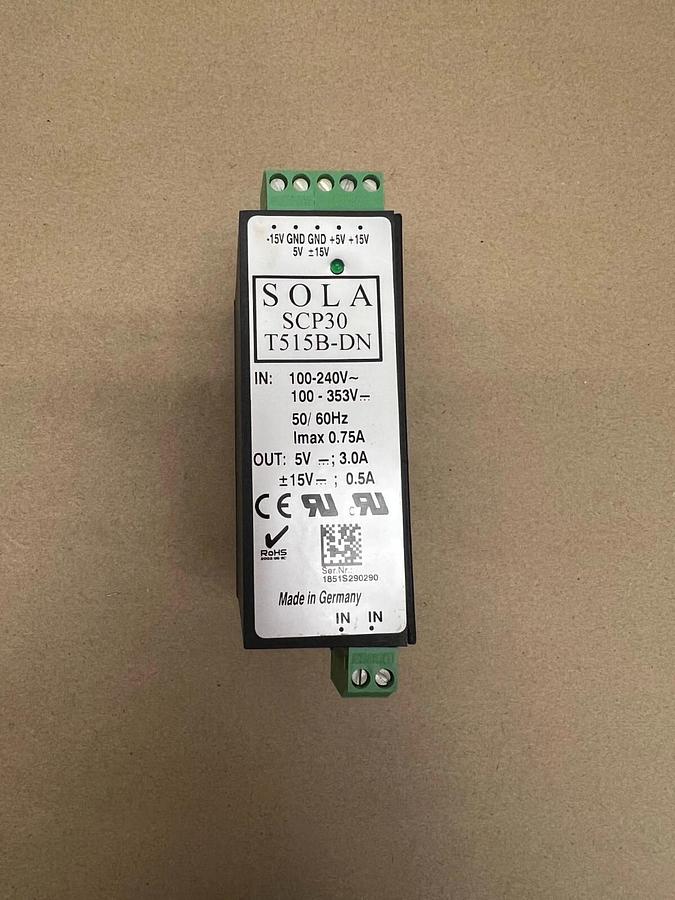 -15V GND GND +5V +15V
5V ±15V
SOLA
SCP30
T515B-DN
IN: 100-240V~
100 - 353V⎓
50/ 60Hz
Imax 0.75A
OUT: 5V ⎓; 3.0A
±15V⎓ ; 0.5A
CE RU c RU
RoHS
Ser.Nr.:
1851S290290
Made in Germany
IN IN